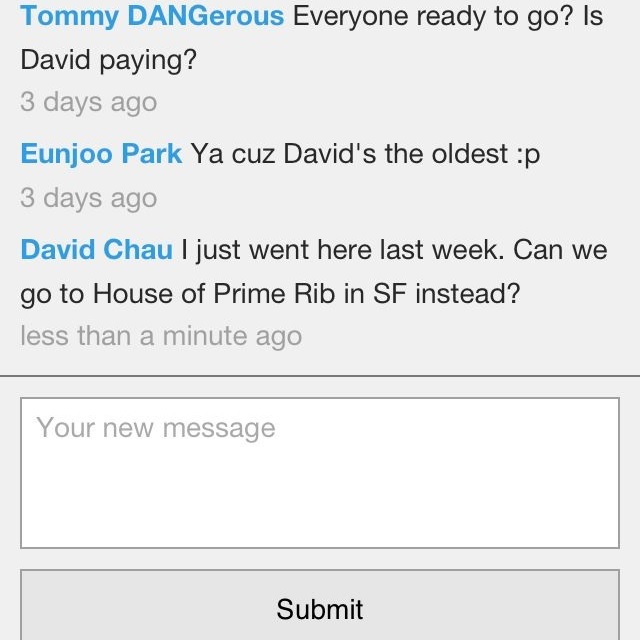 Tommy DANGerous Everyone ready to go? Is
David paying?
3 days ago
Eunjoo Park Ya cuz David's the oldest :p
3 days ago
David Chau I just went here last week. Can we
go to House of Prime Rib in SF instead?
less than a minute ago
Your new message
Submit